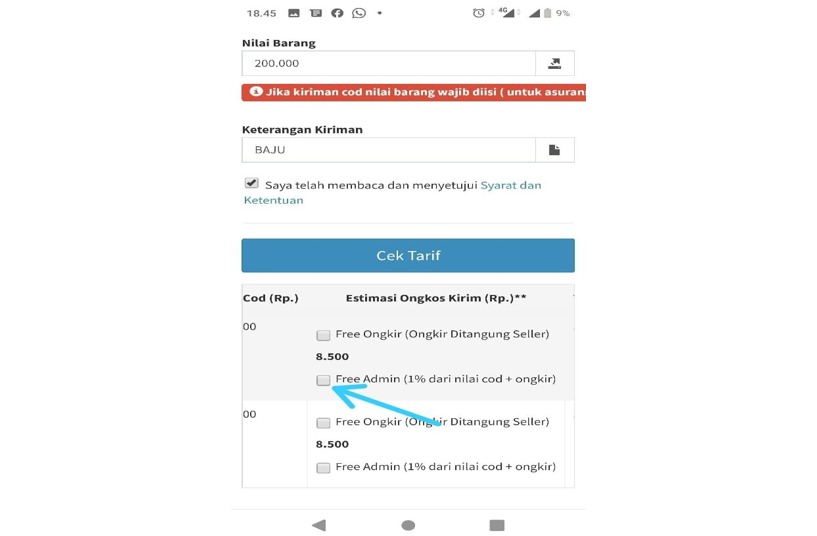 18.45
4G
9%
Nilai Barang
200.000
Jika kiriman cod nilai barang wajib diisi ( untuk asurans
Keterangan Kiriman
BAJU
Saya telah membaca dan menyetujui Syarat dan
Ketentuan
Cek Tarif
Cod (Rp.) Estimasi Ongkos Kirim (Rp.)**
00 Free Ongkir (Ongkir Ditangung Seller)
8.500
Free Admin (1% dari nilai cod + ongkir)
00 Free Ongkir (Ongkir Ditangung Seller)
8.500
Free Admin (1% dari nilai cod + ongkir)